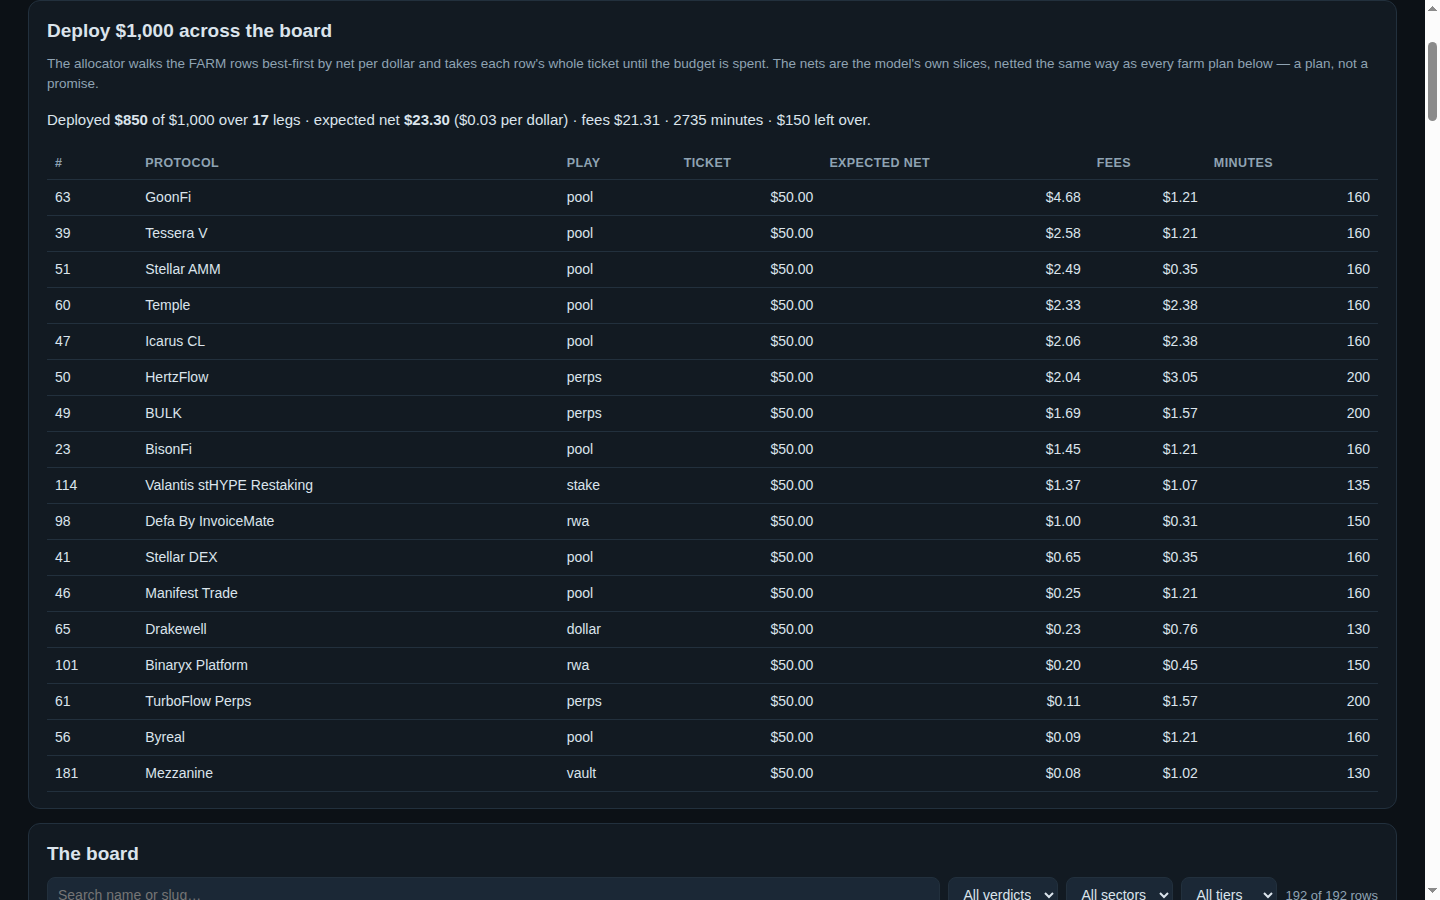 Deploy $1,000 across the board
The allocator walks the FARM rows best-first by net per dollar and takes each row's whole ticket until the budget is spent. The nets are the model's own slices, netted the same way as every farm plan below — a plan, not a
promise.
Deployed $850 of $1,000 over 17 legs · expected net $23.30 ($0.03 per dollar) · fees $21.31 · 2735 minutes · $150 left over.
# PROTOCOL PLAY TICKET EXPECTED NET FEES MINUTES
63 GoonFi pool $50.00 $4.68 $1.21 160
39 Tessera V pool $50.00 $2.58 $1.21 160
51 Stellar AMM pool $50.00 $2.49 $0.35 160
60 Temple pool $50.00 $2.33 $2.38 160
47 Icarus CL pool $50.00 $2.06 $2.38 160
50 HertzFlow perps $50.00 $2.04 $3.05 200
49 BULK perps $50.00 $1.69 $1.57 200
23 BisonFi pool $50.00 $1.45 $1.21 160
114 Valantis stHYPE Restaking stake $50.00 $1.37 $1.07 135
98 Defa By InvoiceMate rwa $50.00 $1.00 $0.31 150
41 Stellar DEX pool $50.00 $0.65 $0.35 160
46 Manifest Trade pool $50.00 $0.25 $1.21 160
65 Drakewell dollar $50.00 $0.23 $0.76 130
101 Binaryx Platform rwa $50.00 $0.20 $0.45 150
61 TurboFlow Perps perps $50.00 $0.11 $1.57 200
56 Byreal pool $50.00 $0.09 $1.21 160
181 Mezzanine vault $50.00 $0.08 $1.02 130
The board
Search name or slug… All verdicts All sectors All tiers 192 of 192 rows